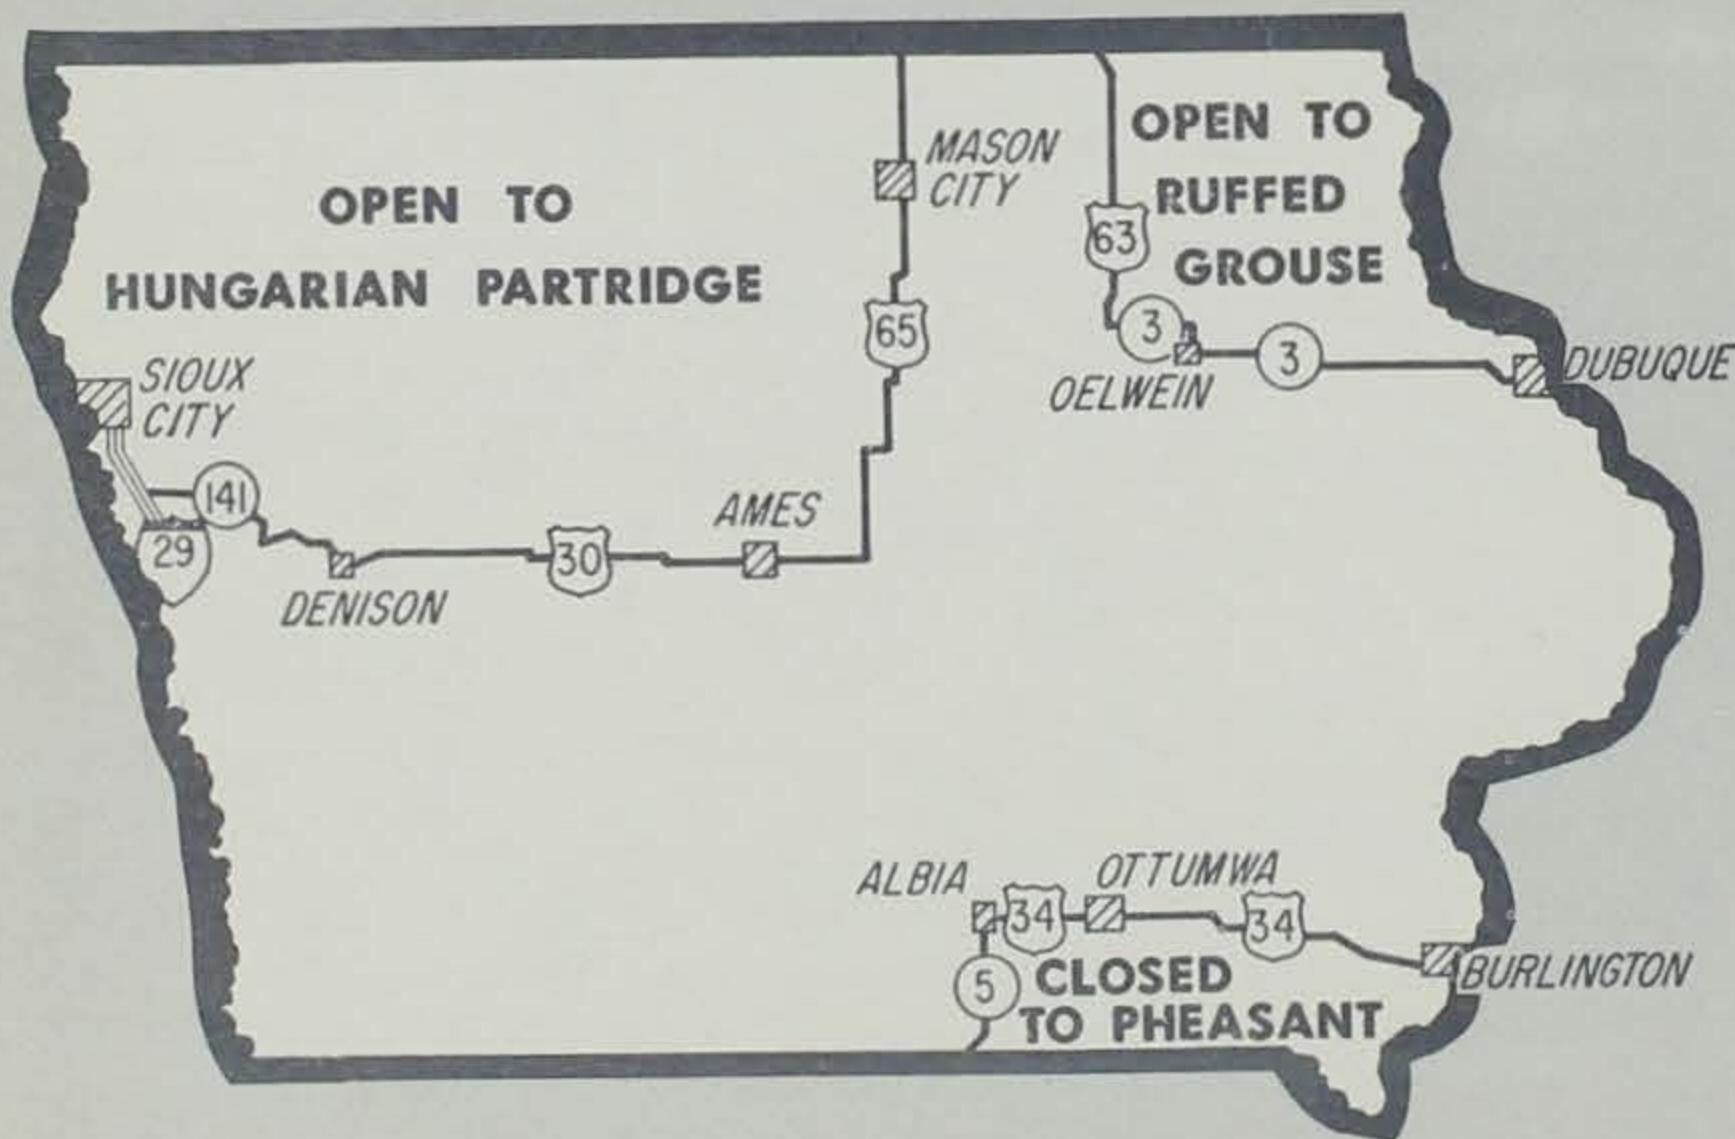 OPEN TO
HUNGARIAN PARTRIDGE
MASON
CITY
OPEN TO
RUFFED
GROUSE
63
65
3
3
OELWEIN
DUBUQUE
SIOUX
CITY
141
29
DENISON
30
AMES
ALBIA
34
OTTUMWA
34
BURLINGTON
5
CLOSED
TO PHEASANT